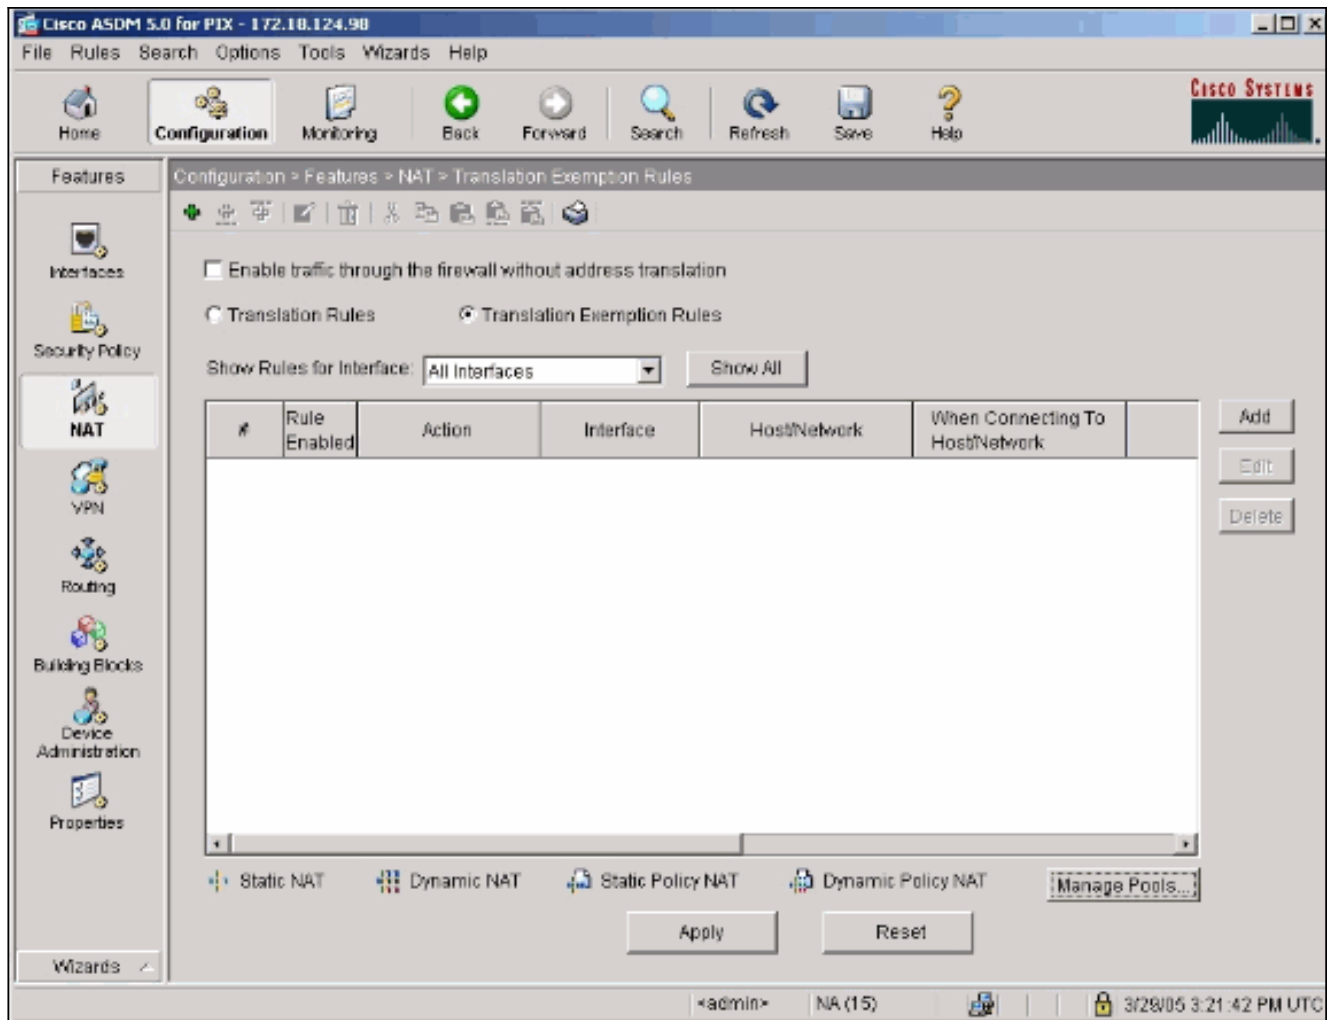 Cisco ASDM 5.0 for PIX - 172.18.124.98
File Rules Search Options Tools Wizards Help
Home Configuration Monitoring Back Forward Search Refresh Save Help
CISCO SYSTEMS
Features
Configuration > Features > NAT > Translation Exemption Rules
Interfaces
Security Policy
NAT
VPN
Routing
Building Blocks
Device
Administration
Properties
Wizards
Enable traffic through the firewall without address translation
Translation Rules Translation Exemption Rules
Show Rules for Interface: All Interfaces Show All
# Rule Enabled Action Interface Host/Network When Connecting To Host/Network
Add
Edit
Delete
Static NAT Dynamic NAT Static Policy NAT Dynamic Policy NAT Manage Pools...
Apply Reset
<admin> NA (15) 3/29/05 3:21:42 PM UTC